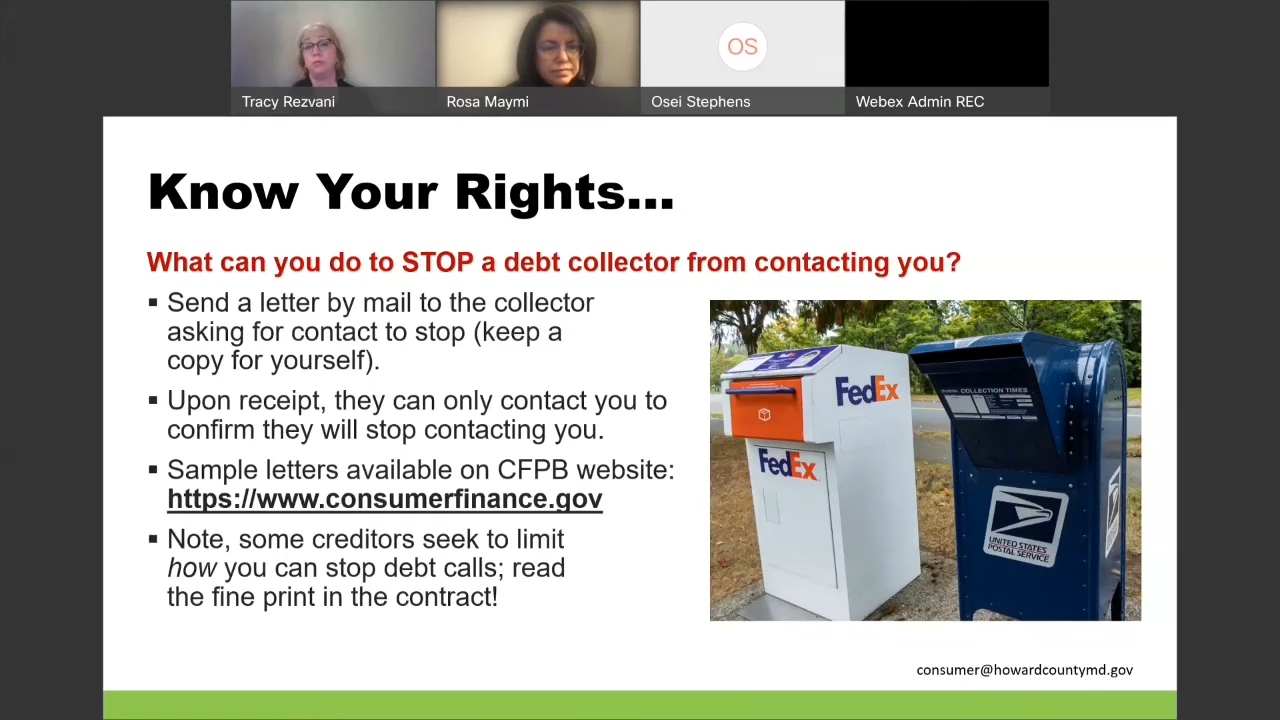 OS
Tracy Rezvani
Rosa Maymi
Osei Stephens
Webex Admin REC
Know Your Rights...
What can you do to STOP a debt collector from contacting you?
▪ Send a letter by mail to the collector
asking for contact to stop (keep a
copy for yourself).
▪ Upon receipt, they can only contact you to
confirm they will stop contacting you.
▪ Sample letters available on CFPB website:
https://www.consumerfinance.gov
▪ Note, some creditors seek to limit
how you can stop debt calls; read
the fine print in the contract!
FedEx
FedEx
COLLECTION TIMES
UNITED STATES
POSTAL SERVICE
consumer@howardcountymd.gov